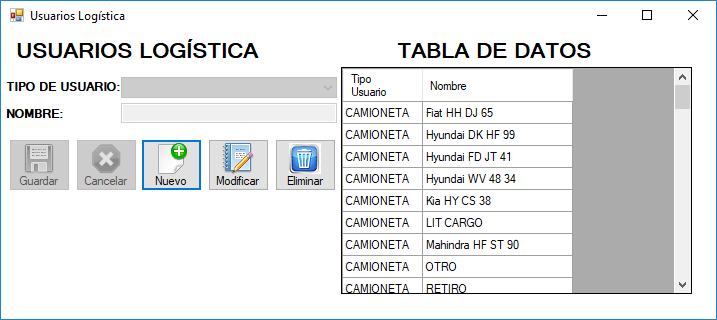 Usuarios Logística
USUARIOS LOGÍSTICA
TIPO DE USUARIO:
NOMBRE:
Guardar
Cancelar
Nuevo
Modificar
Eliminar
TABLA DE DATOS
Tipo
Usuario
Nombre
CAMIONETA Fiat HH DJ 65
CAMIONETA Hyundai DK HF 99
CAMIONETA Hyundai FD JT 41
CAMIONETA Hyundai WV 48 34
CAMIONETA Kia HY CS 38
CAMIONETA LIT CARGO
CAMIONETA Mahindra HF ST 90
CAMIONETA OTRO
CAMIONETA RETIRO